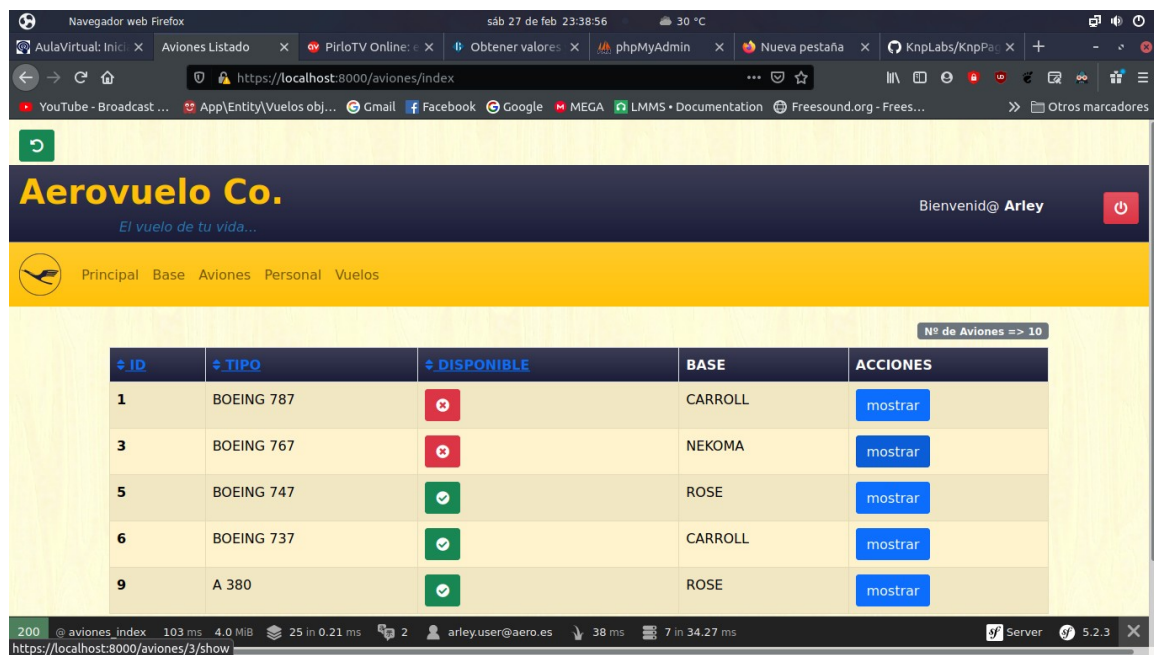 Navegador web Firefox sáb 27 de feb 23:38:56 30 °C
AulaVirtual: Inici Aviones Listado PirloTV Online: e Obtener valores phpMyAdmin Nueva pestaña KnpLabs/KnpPag
https://localhost:8000/aviones/index
YouTube - Broadcast ... App\Entity\Vuelos obj... Gmail Facebook Google MEGA LMMS • Documentation Freesound.org - Frees... Otros marcadores
Aerovuelo Co.
El vuelo de tu vida...
Bienvenid@ Arley
Principal Base Aviones Personal Vuelos
Nº de Aviones => 10
ID TIPO DISPONIBLE BASE ACCIONES
1 BOEING 787 CARROLL mostrar
3 BOEING 767 NEKOMA mostrar
5 BOEING 747 ROSE mostrar
6 BOEING 737 CARROLL mostrar
9 A 380 ROSE mostrar
200 @ aviones_index 103 ms 4.0 MiB 25 in 0.21 ms 2 arley.user@aero.es 38 ms 7 in 34.27 ms Server 5.2.3
https://localhost:8000/aviones/3/show